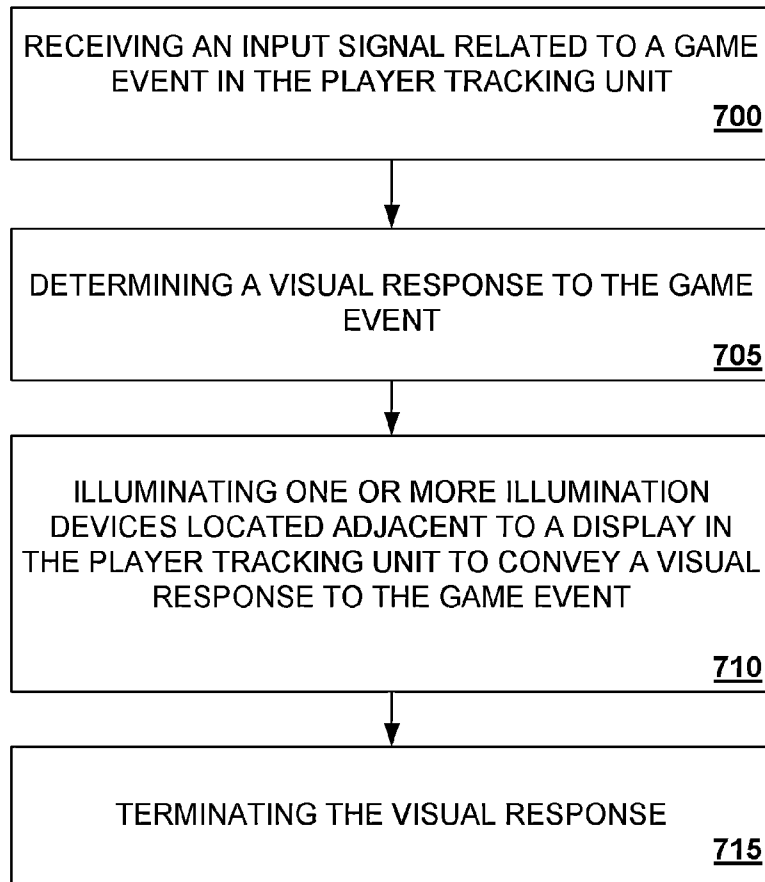 RECEIVING AN INPUT SIGNAL RELATED TO A GAME
EVENT IN THE PLAYER TRACKING UNIT
700
DETERMINING A VISUAL RESPONSE TO THE GAME
EVENT
705
ILLUMINATING ONE OR MORE ILLUMINATION
DEVICES LOCATED ADJACENT TO A DISPLAY IN
THE PLAYER TRACKING UNIT TO CONVEY A VISUAL
RESPONSE TO THE GAME EVENT
710
TERMINATING THE VISUAL RESPONSE
715